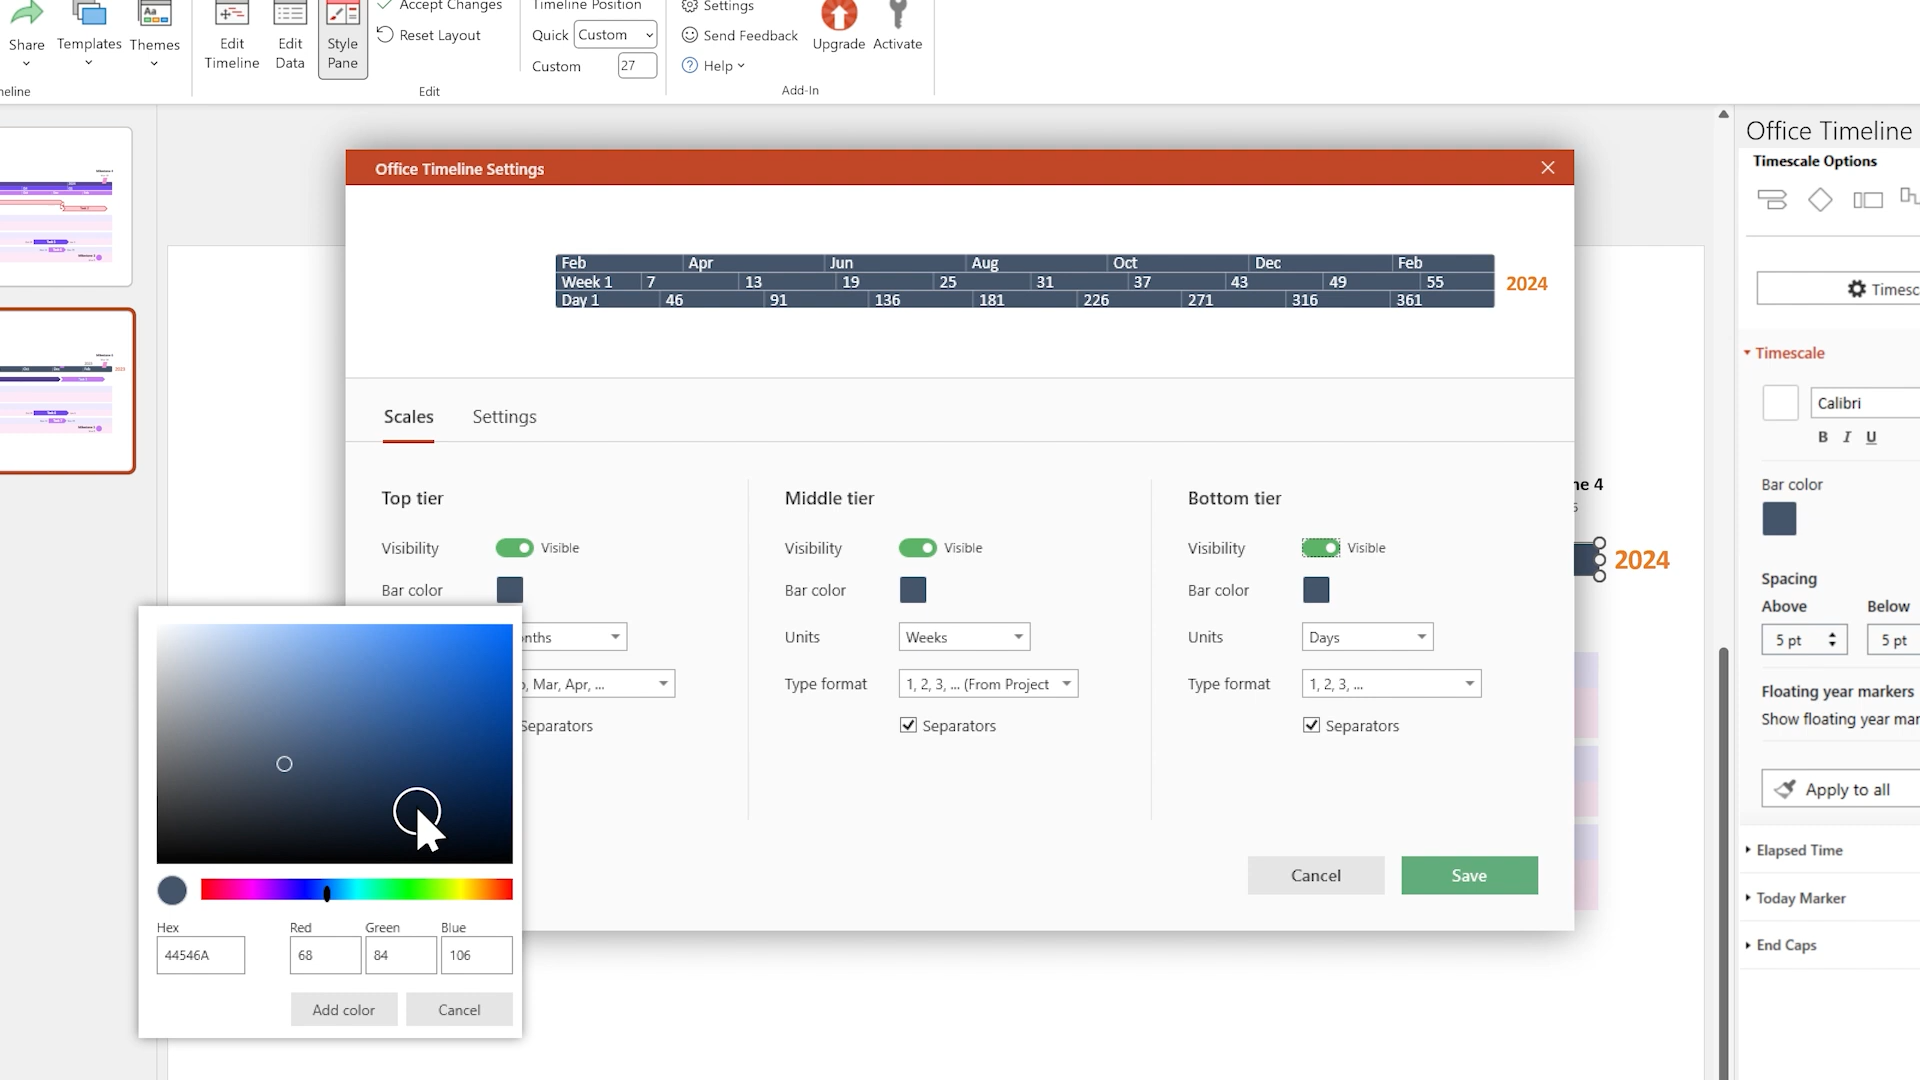 Accept Changes
Timeline Position
Settings
Share
Templates
Themes
Edit
Timeline
Edit
Data
Style
Pane
Reset Layout
Quick
Custom
Send Feedback
Upgrade
Activate
Custom
27
Help
Edit
Add-In
Office Timeline
Timescale Options
Office Timeline Settings
Feb Apr Jun Aug Oct Dec Feb
Week 1 7 13 19 25 31 37 43 49 55
Day 1 46 91 136 181 226 271 316 361
2024
Timescale
Calibri
B I U
Bar color
Scales
Settings
Top tier
Visibility
Visible
Bar color
Separators
Middle tier
Visibility
Visible
Bar color
Units
Weeks
Type format
1, 2, 3, ... (From Project
Separators
Bottom tier
Visibility
Visible
Bar color
Units
Days
Type format
1, 2, 3, ...
Separators
Cancel
Save
2024
Spacing
Above
Below
5 pt
5 pt
Floating year markers
Show floating year
Apply to all
Elapsed Time
Today Marker
End Caps
Hex
Red
Green
Blue
44546A
68
84
106
Add color
Cancel